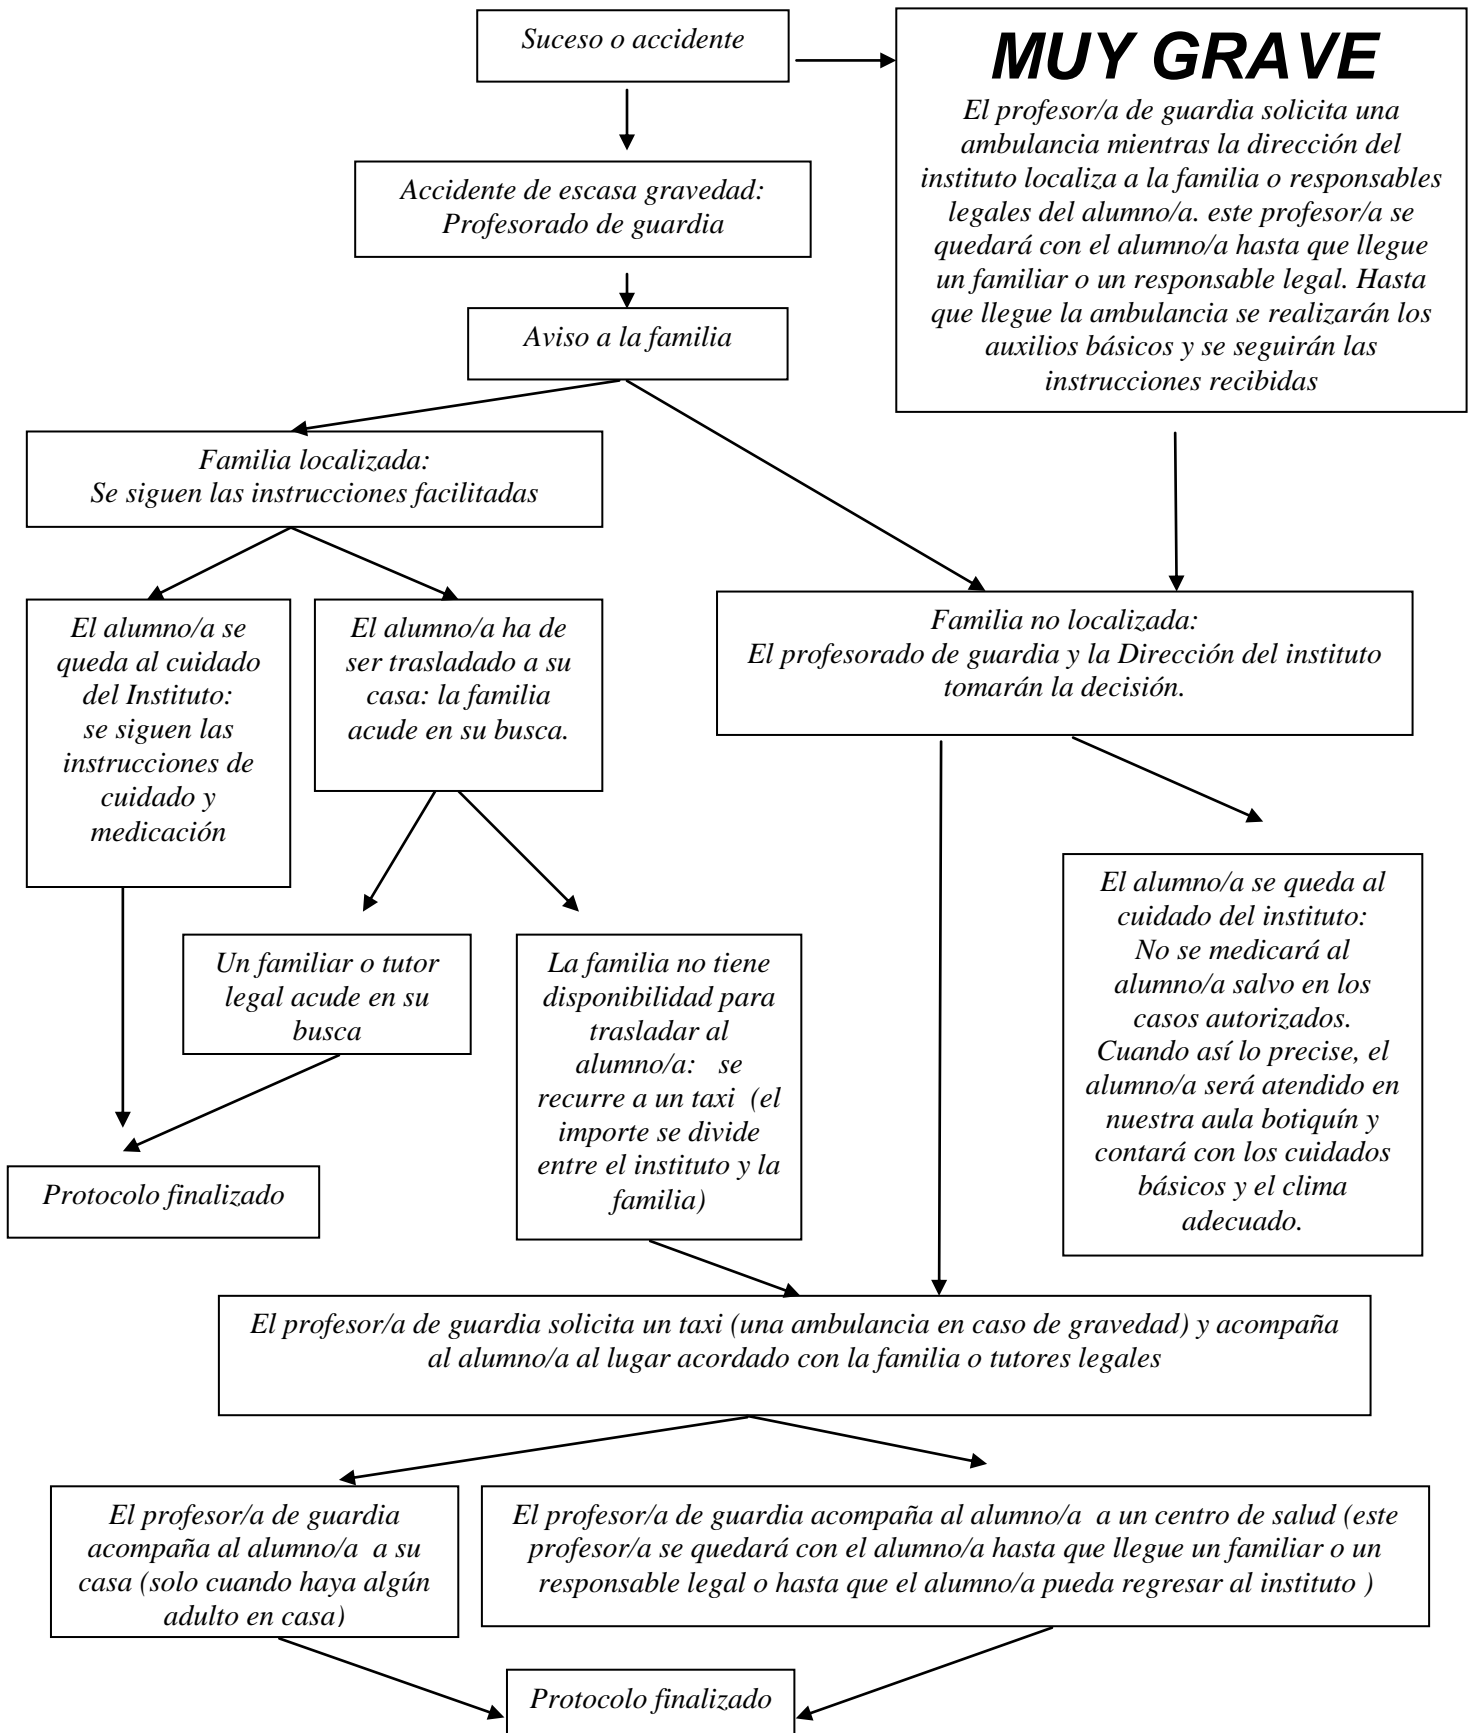 Suceso o accidente
MUY GRAVE
El profesor/a de guardia solicita una
ambulancia mientras la dirección del
instituto localiza a la familia o responsables
legales del alumno/a. este profesor/a se
quedará con el alumno/a hasta que llegue
un familiar o un responsable legal. Hasta
que llegue la ambulancia se realizarán los
auxilios básicos y se seguirán las
instrucciones recibidas
Accidente de escasa gravedad:
Profesorado de guardia
Aviso a la familia
Familia localizada:
Se siguen las instrucciones facilitadas
El alumno/a se
queda al cuidado
del Instituto:
se siguen las
instrucciones de
cuidado y
medicación
El alumno/a ha de
ser trasladado a su
casa: la familia
acude en su busca.
Familia no localizada:
El profesorado de guardia y la Dirección del instituto
tomarán la decisión.
Un familiar o tutor
legal acude en su
busca
La familia no tiene
disponibilidad para
trasladar al
alumno/a: se
recurre a un taxi (el
importe se divide
entre el instituto y la
familia)
El alumno/a se queda al
cuidado del instituto:
No se medicará al
alumno/a salvo en los
casos autorizados.
Cuando así lo precise, el
alumno/a será atendido en
nuestra aula botiquín y
contará con los cuidados
básicos y el clima
adecuado.
Protocolo finalizado
El profesor/a de guardia solicita un taxi (una ambulancia en caso de gravedad) y acompaña
al alumno/a al lugar acordado con la familia o tutores legales
El profesor/a de guardia
acompaña al alumno/a a su
casa (solo cuando haya algún
adulto en casa)
El profesor/a de guardia acompaña al alumno/a a un centro de salud (este
profesor/a se quedará con el alumno/a hasta que llegue un familiar o un
responsable legal o hasta que el alumno/a pueda regresar al instituto )
Protocolo finalizado